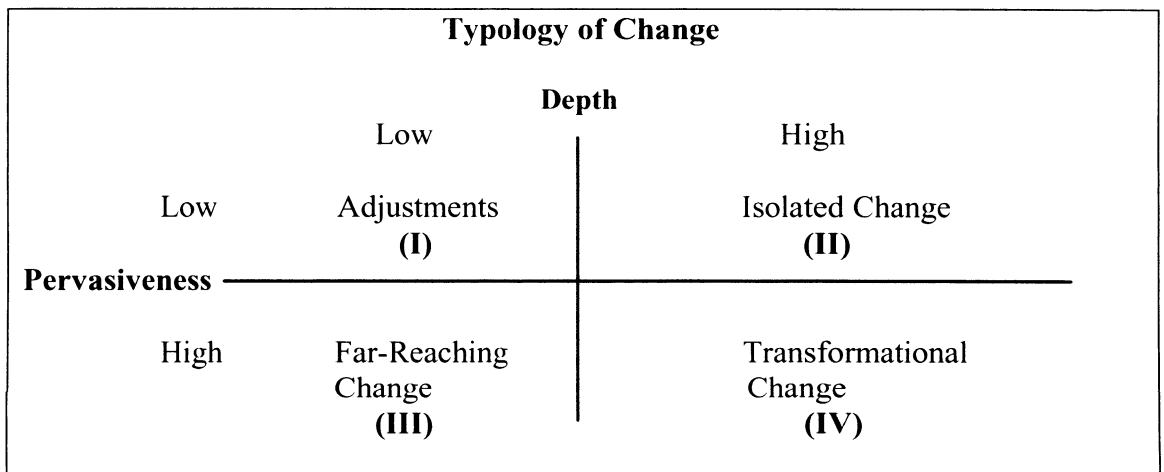 Typology of Change
Depth
Low High
Low Adjustments Isolated Change
(I) (II)
Pervasiveness
High Far-Reaching Transformational
Change Change
(III) (IV)